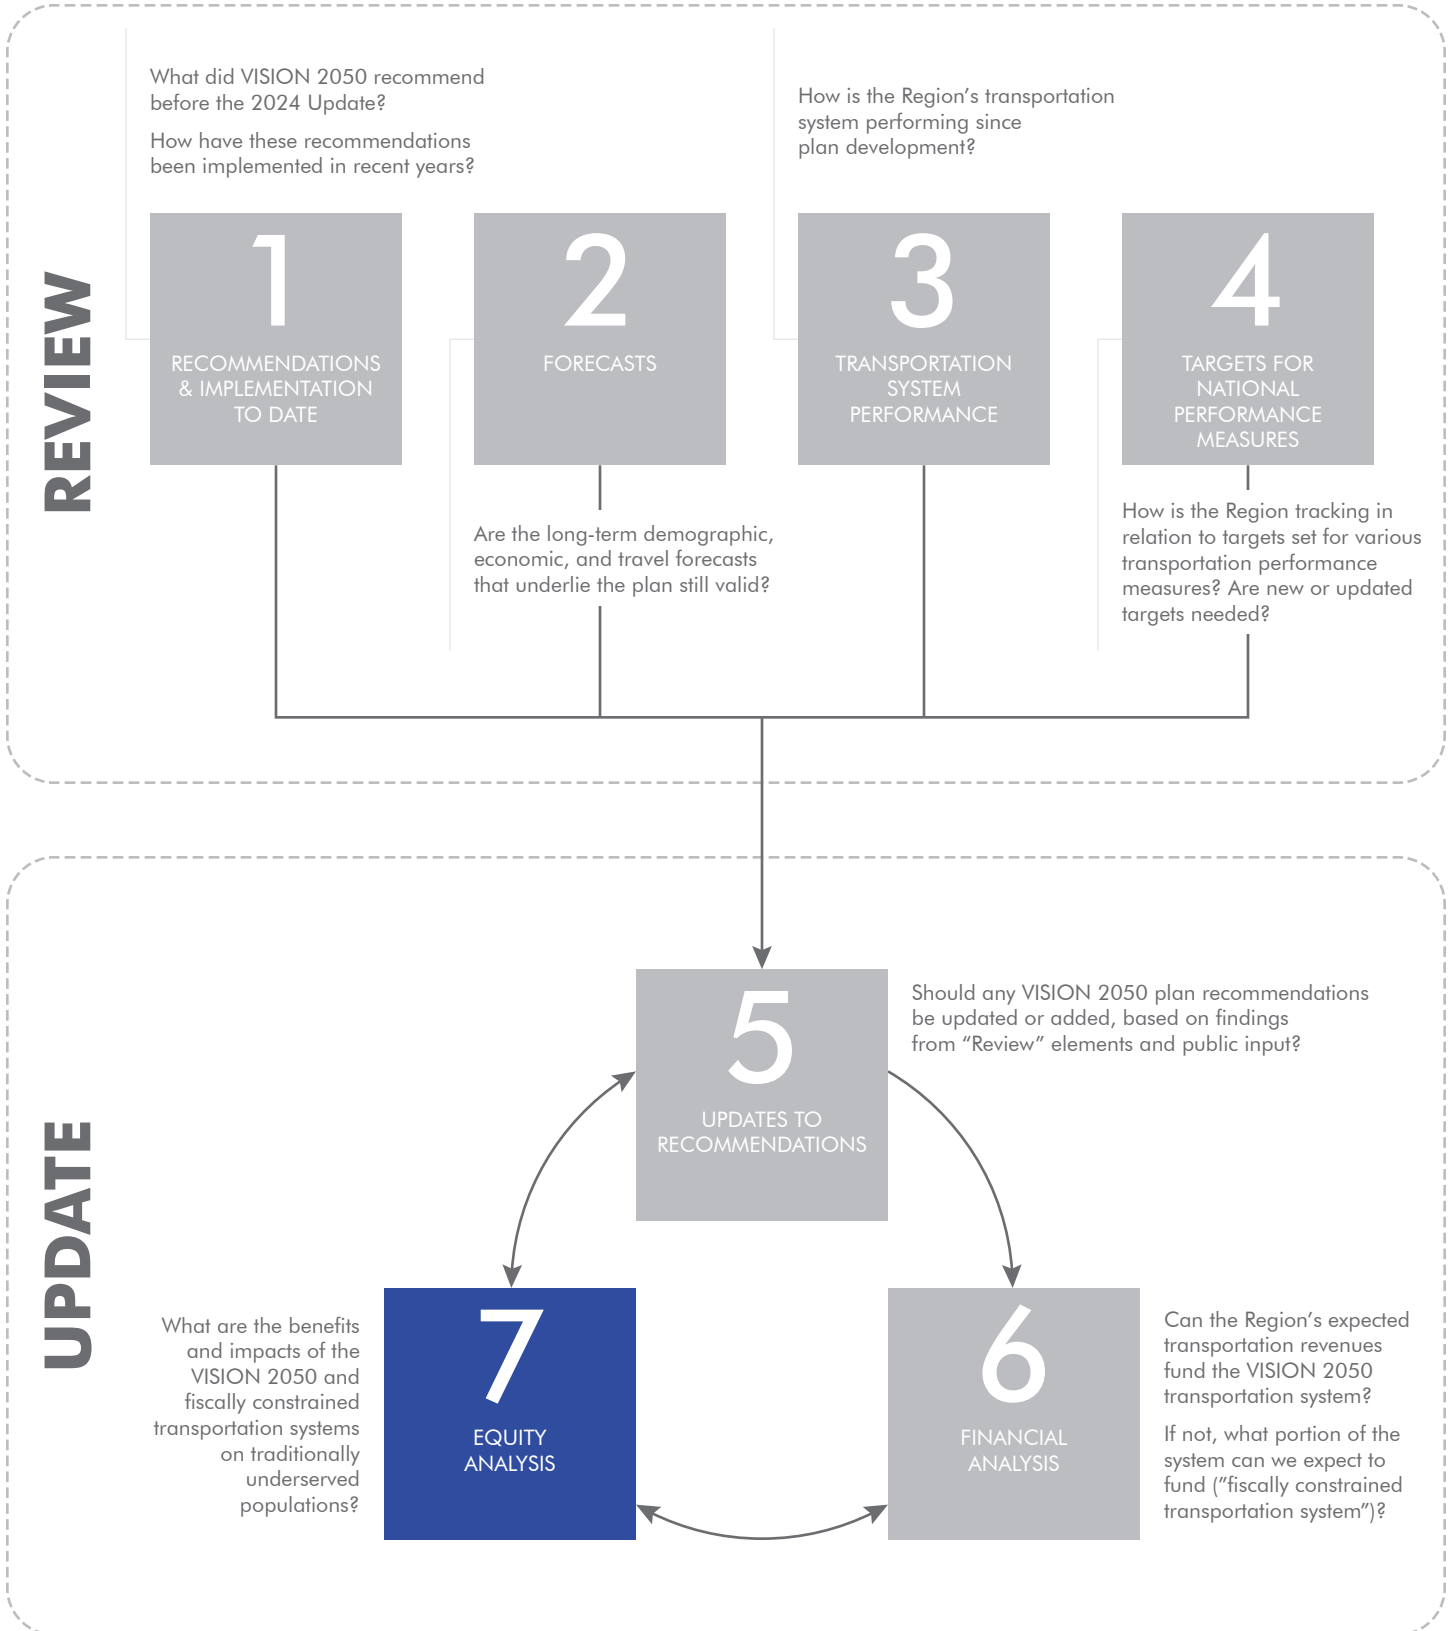 REVIEW
What did VISION 2050 recommend
before the 2024 Update?
How have these recommendations
been implemented in recent years?
1
RECOMMENDATIONS
& IMPLEMENTATION
TO DATE
2
FORECASTS
Are the long-term demographic,
economic, and travel forecasts
that underlie the plan still valid?
How is the Region's transportation
system performing since
plan development?
3
TRANSPORTATION
SYSTEM
PERFORMANCE
4
TARGETS FOR
NATIONAL
PERFORMANCE
MEASURES
How is the Region tracking in
relation to targets set for various
transportation performance
measures? Are new or updated
targets needed?
UPDATE
5
UPDATES TO
RECOMMENDATIONS
Should any VISION 2050 plan recommendations
be updated or added, based on findings
from “Review” elements and public input?
6
FINANCIAL
ANALYSIS
Can the Region's expected
transportation revenues
fund the VISION 2050
transportation system?
If not, what portion of the
system can we expect to
fund (”fiscally constrained
transportation system”)?
7
EQUITY
ANALYSIS
What are the benefits
and impacts of the
VISION 2050 and
fiscally constrained
transportation systems
on traditionally
underserved
populations?